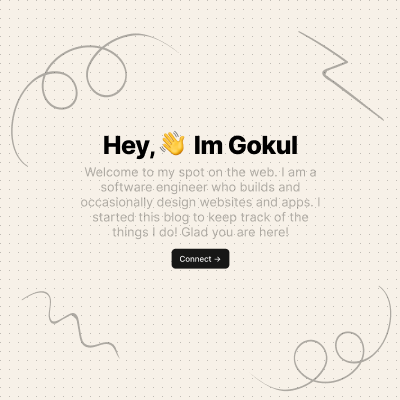 Hey,👋 Im Gokul
Welcome to my spot on the web. I am a
software engineer who builds and
occasionally design websites and apps. I
started this blog to keep track of the
things I do! Glad you are here!
Connect →